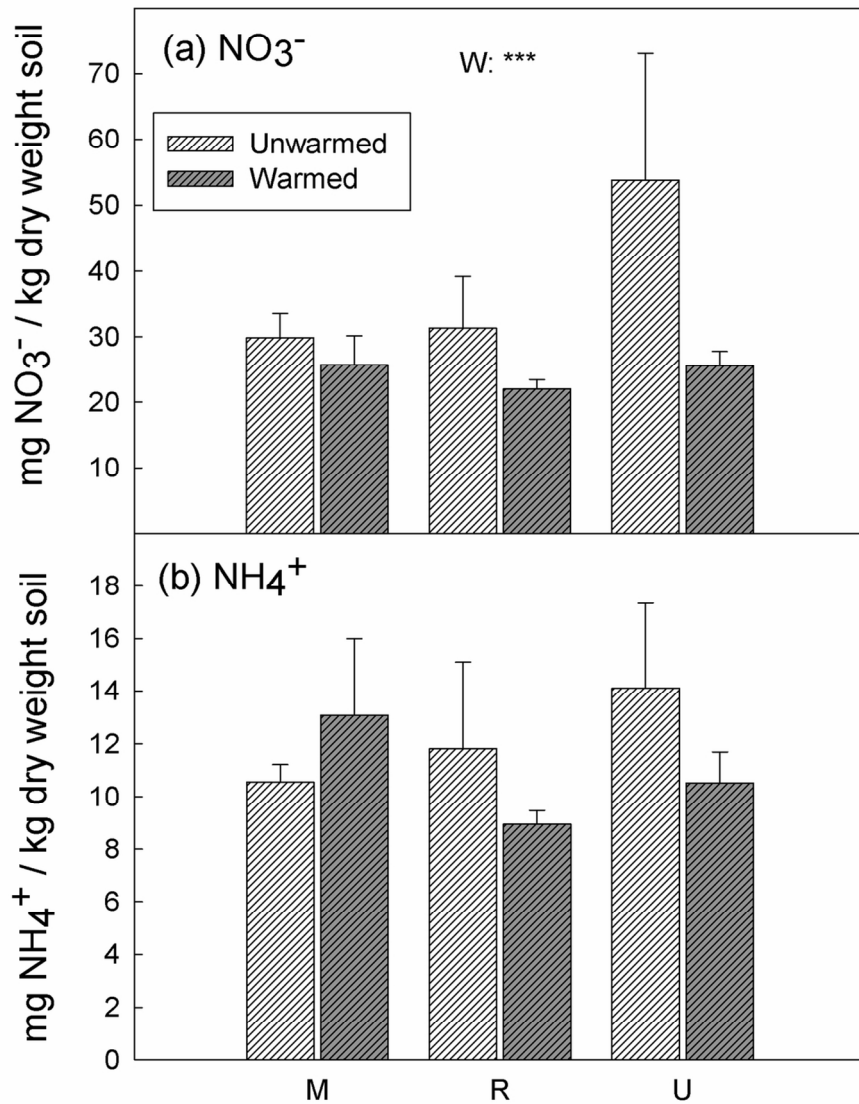 (a) NO₃⁻
W: ***
Unwarmed
Warmed
mg NO₃⁻ / kg dry weight soil
70
60
50
40
30
20
10
(b) NH₄⁺
mg NH₄⁺ / kg dry weight soil
18
16
14
12
10
8
6
4
2
0
M R U